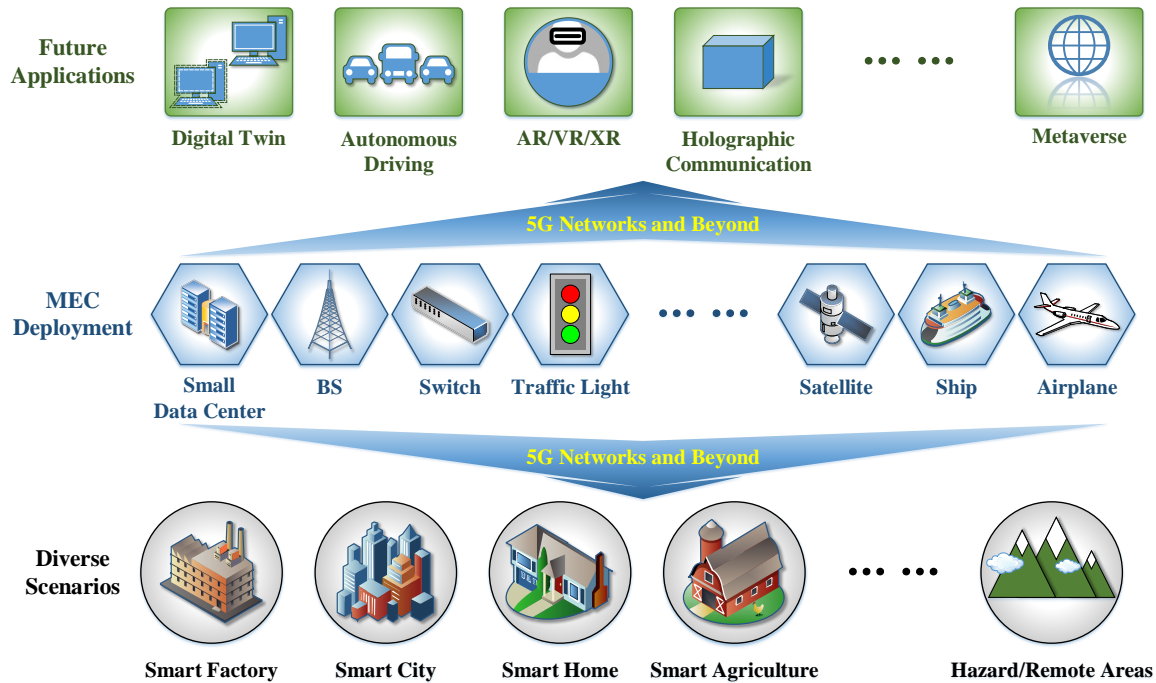 Future
Applications
Digital Twin
Autonomous
Driving
AR/VR/XR
Holographic
Communication
... ...
Metaverse
5G Networks and Beyond
MEC
Deployment
Small
Data Center
BS
Switch
Traffic Light
... ...
Satellite
Ship
Airplane
5G Networks and Beyond
Diverse
Scenarios
Smart Factory
Smart City
Smart Home
Smart Agriculture
... ...
Hazard/Remote Areas